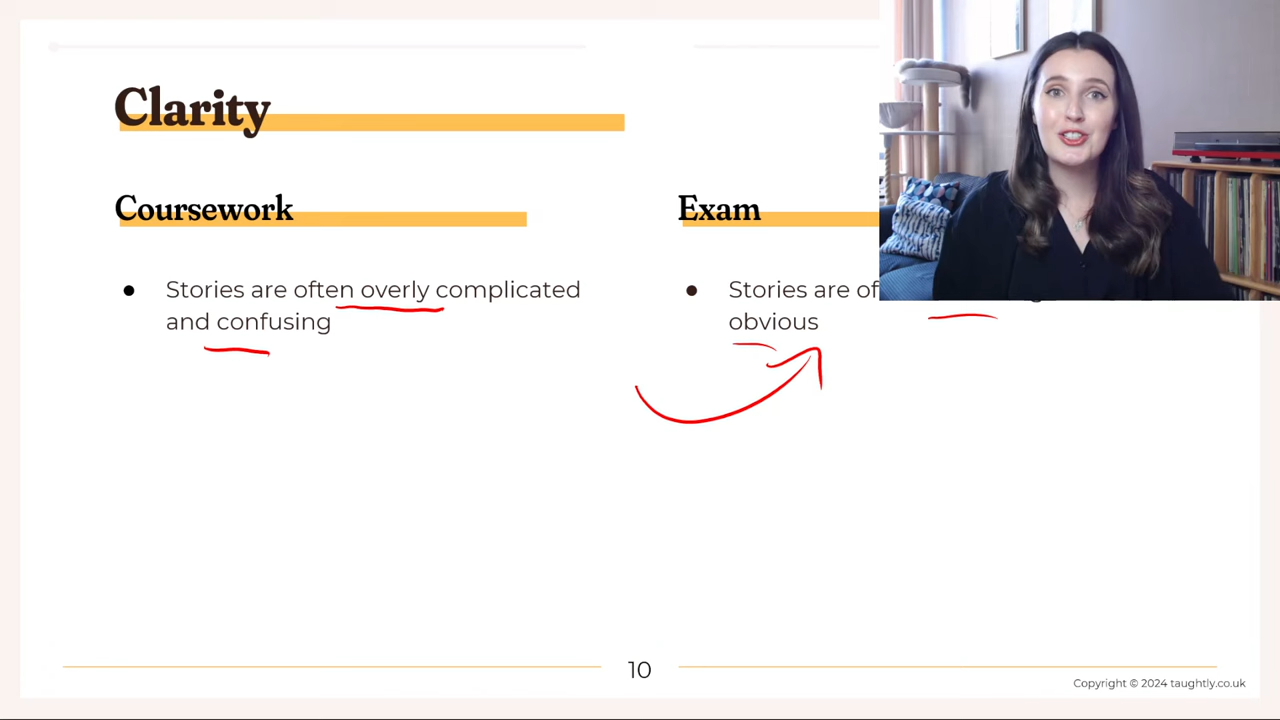 Clarity
Coursework
Stories are often overly complicated
and confusing
Exam
Stories are of
obvious
10
Copyright © 2024 taughtly.co.uk